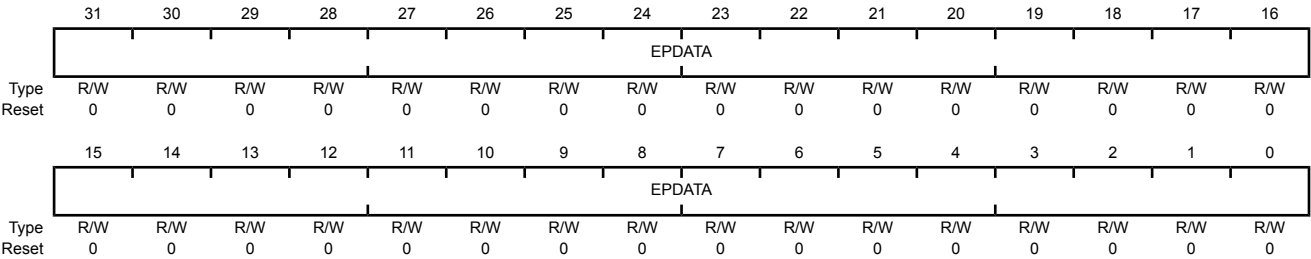 31 30 29 28 27 26 25 24 23 22 21 20 19 18 17 16
EPDATA
Type R/W R/W R/W R/W R/W R/W R/W R/W R/W R/W R/W R/W R/W R/W R/W R/W
Reset 0 0 0 0 0 0 0 0 0 0 0 0 0 0 0 0
15 14 13 12 11 10 9 8 7 6 5 4 3 2 1 0
EPDATA
Type R/W R/W R/W R/W R/W R/W R/W R/W R/W R/W R/W R/W R/W R/W R/W R/W
Reset 0 0 0 0 0 0 0 0 0 0 0 0 0 0 0 0